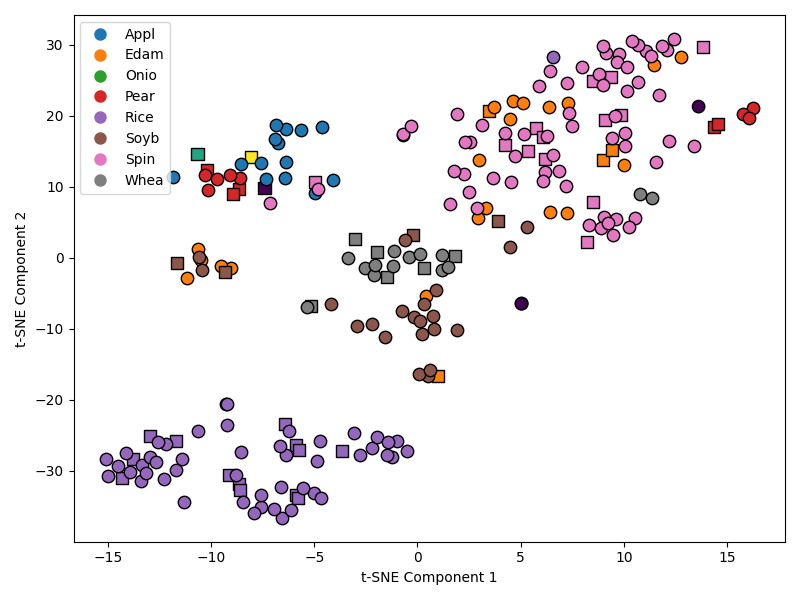 Appl
Edam
Onio
Pear
Rice
Soyb
Spin
Whea
30
20
10
0
−10
−20
−30
t-SNE Component 2
−15
−10
−5
0
5
10
15
t-SNE Component 1